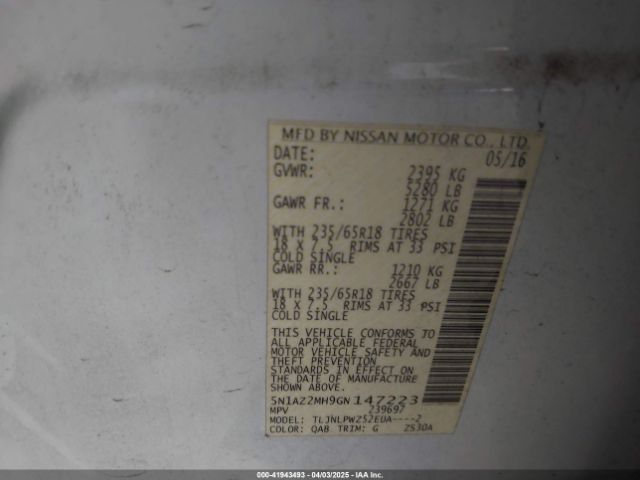 MFD BY NISSAN MOTOR CO., LTD.
DATE: 05/16
GVWR: 2395 KG
5280 LB
GAWR FR.: 1271 KG
2802 LB
WITH 235/65R18 TIRES
18 X 7.5 RIMS AT 33 PSI
COLD SINGLE
GAWR RR.: 1210 KG
2667 LB
WITH 235/65R18 TIRES
18 X 7.5 RIMS AT 33 PSI
COLD SINGLE
THIS VEHICLE CONFORMS TO
ALL APPLICABLE FEDERAL
MOTOR VEHICLE SAFETY AND
THEFT PREVENTION
STANDARDS IN EFFECT ON
THE DATE OF MANUFACTURE
SHOWN ABOVE.
5N1AZ2MH9GN147223
MPV 239697
MODEL: TLJNLPWZ52EUA----2
COLOR: QAB TRIM: G ZS30A
000-41943493 - 04/03/2025 - IAA Inc.